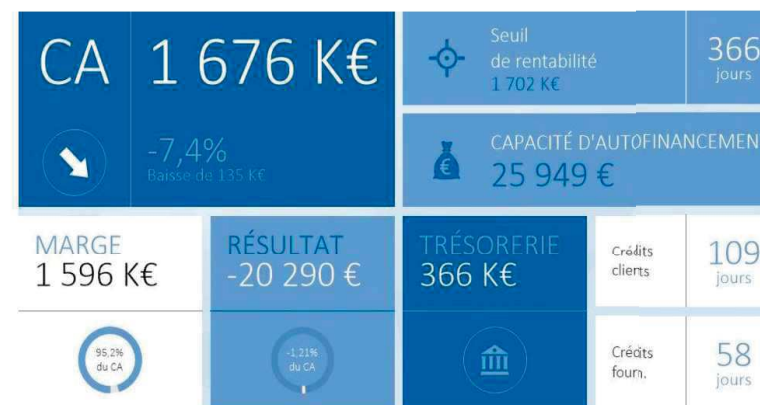 CA
1 676 K€
-7,4%
Baisse de 135 K€
Seuil
de rentabilité
1 702 K€
366
jours
CAPACITÉ D'AUTOFINANCEMEN
25 949 €
MARGE
1 596 K€
95,2%
du CA
RÉSULTAT
-20 290 €
-1,21%
du CA
TRÉSORERIE
366 K€
Crédits
clients
109
jours
Crédits
fourn.
58
jours